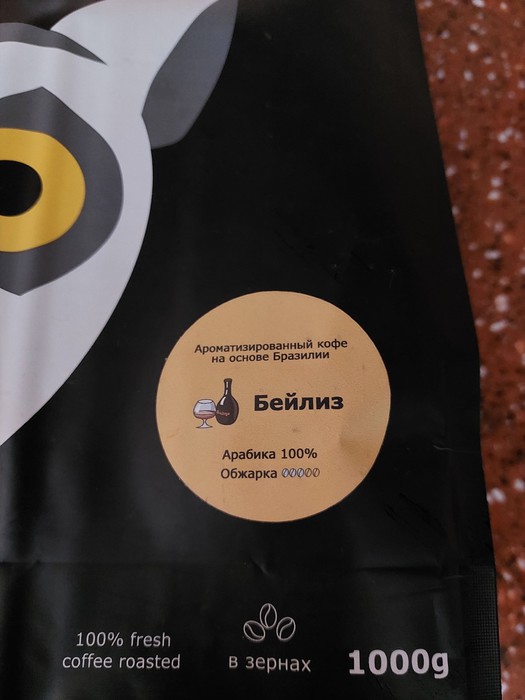 Ароматизированный кофе
на основе Бразилии
Бейлиз
Арабика 100%
Обжарка
100% fresh
coffee roasted
в зернах
1000g